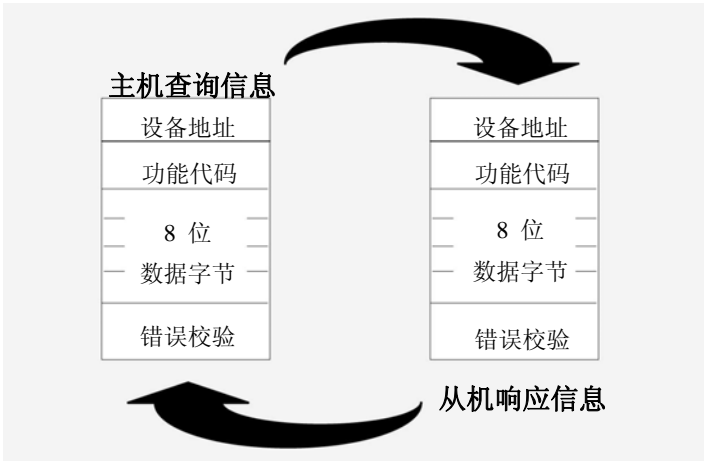 主机查询信息
设备地址
功能代码
8 位
数据字节
错误校验
设备地址
功能代码
8 位
数据字节
错误校验
从机响应信息